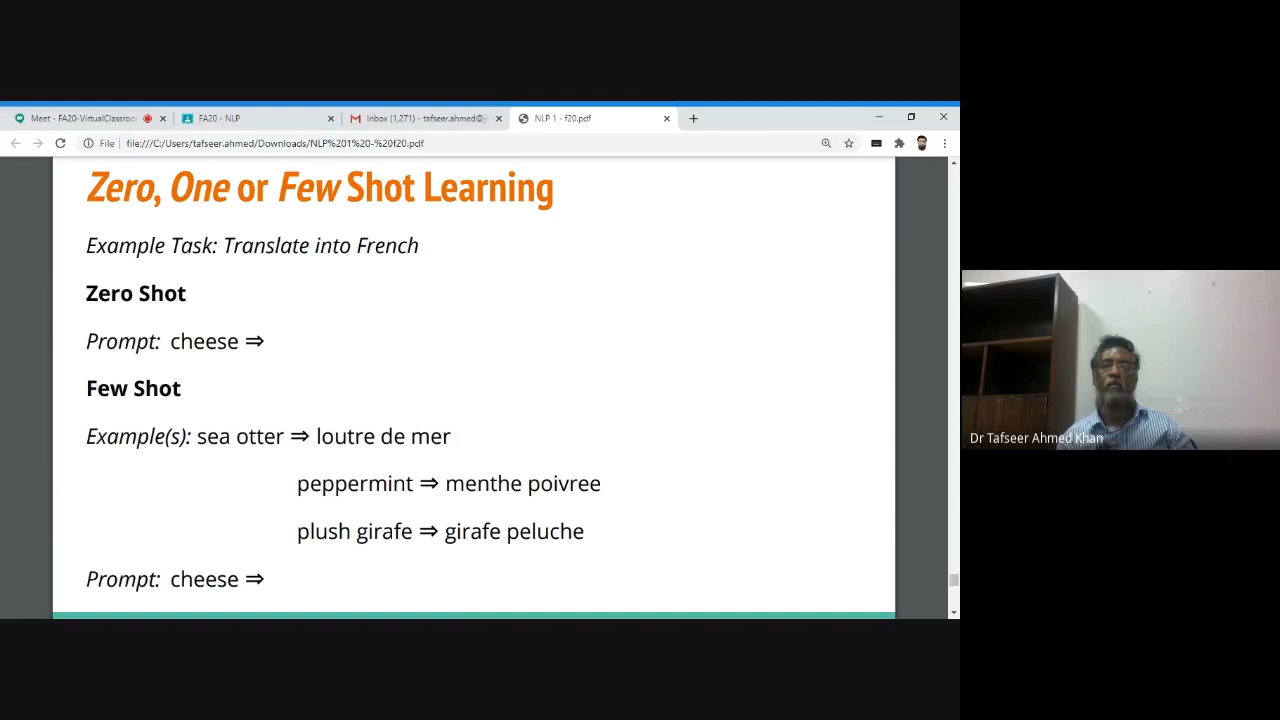 Meet - FA20-VirtualClassroo
FA20 - NLP
Inbox (1,271) - tafseer.ahmed@ji
NLP 1 - f20.pdf
File
file:///C:/Users/tafseer.ahmed/Downloads/NLP%201%20-%20f20.pdf
Zero, One or Few Shot Learning
Example Task: Translate into French
Zero Shot
Prompt: cheese ⇒
Few Shot
Example(s): sea otter ⇒ loutre de mer
peppermint ⇒ menthe poivree
plush girafe ⇒ girafe peluche
Prompt: cheese ⇒
Dr Tafseer Ahmed Khan